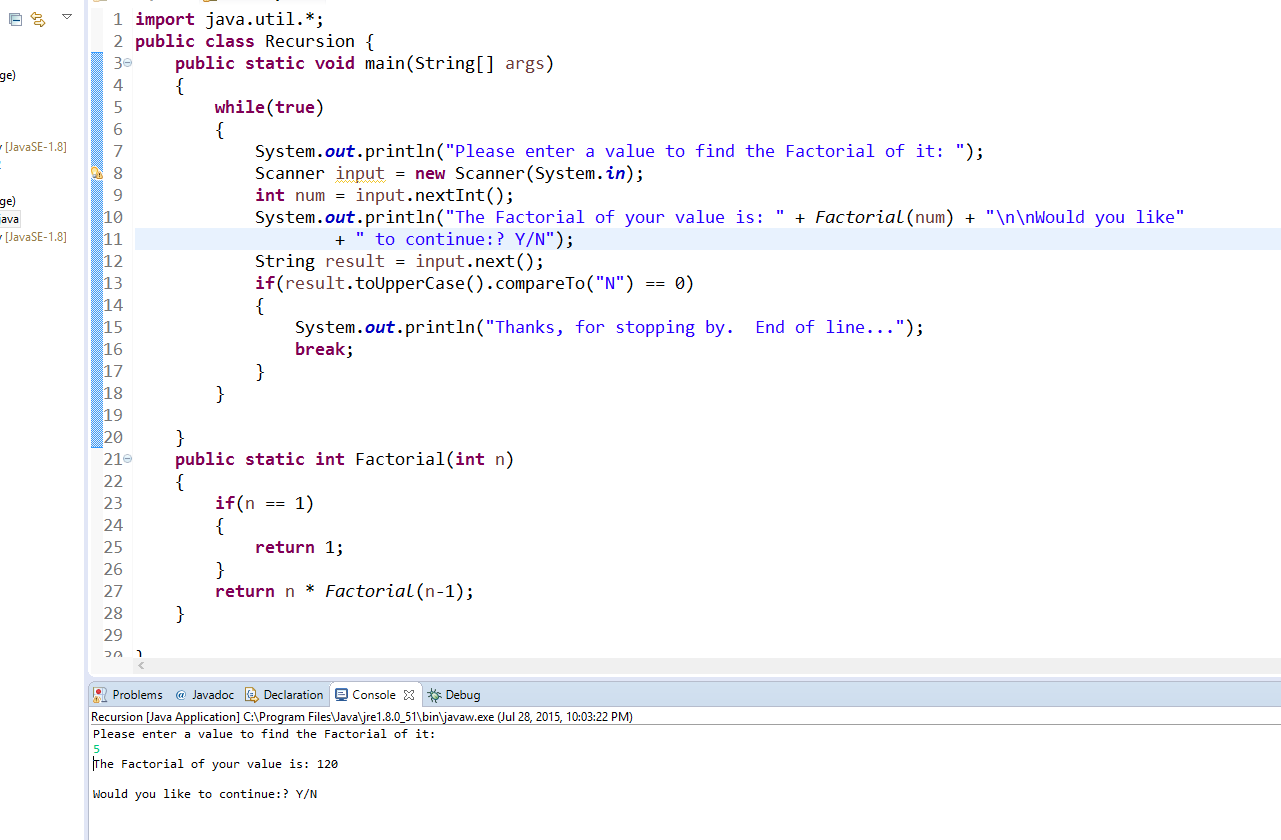 ge)
[JavaSE-1.8]
ge)
java
[JavaSE-1.8]
1 import java.util.*;
2 public class Recursion {
3 public static void main(String[] args)
4 {
5 while(true)
6 {
7 System.out.println("Please enter a value to find the Factorial of it: ");
8 Scanner input = new Scanner(System.in);
9 int num = input.nextInt();
10 System.out.println("The Factorial of your value is: " + Factorial(num) + "\n\nWould you like"
11 + " to continue:? Y/N");
12 String result = input.next();
13 if(result.toUpperCase().compareTo("N") == 0)
14 {
15 System.out.println("Thanks, for stopping by.  End of line...");
16 break;
17 }
18 }
19
20 }
21 public static int Factorial(int n)
22 {
23 if(n == 1)
24 {
25 return 1;
26 }
27 return n * Factorial(n-1);
28 }
29
30 }
Problems @ Javadoc Declaration Console Debug
Recursion [Java Application] C:\Program Files\Java\jre1.8.0_51\bin\javaw.exe (Jul 28, 2015, 10:03:22 PM)
Please enter a value to find the Factorial of it:
5
The Factorial of your value is: 120
Would you like to continue:? Y/N